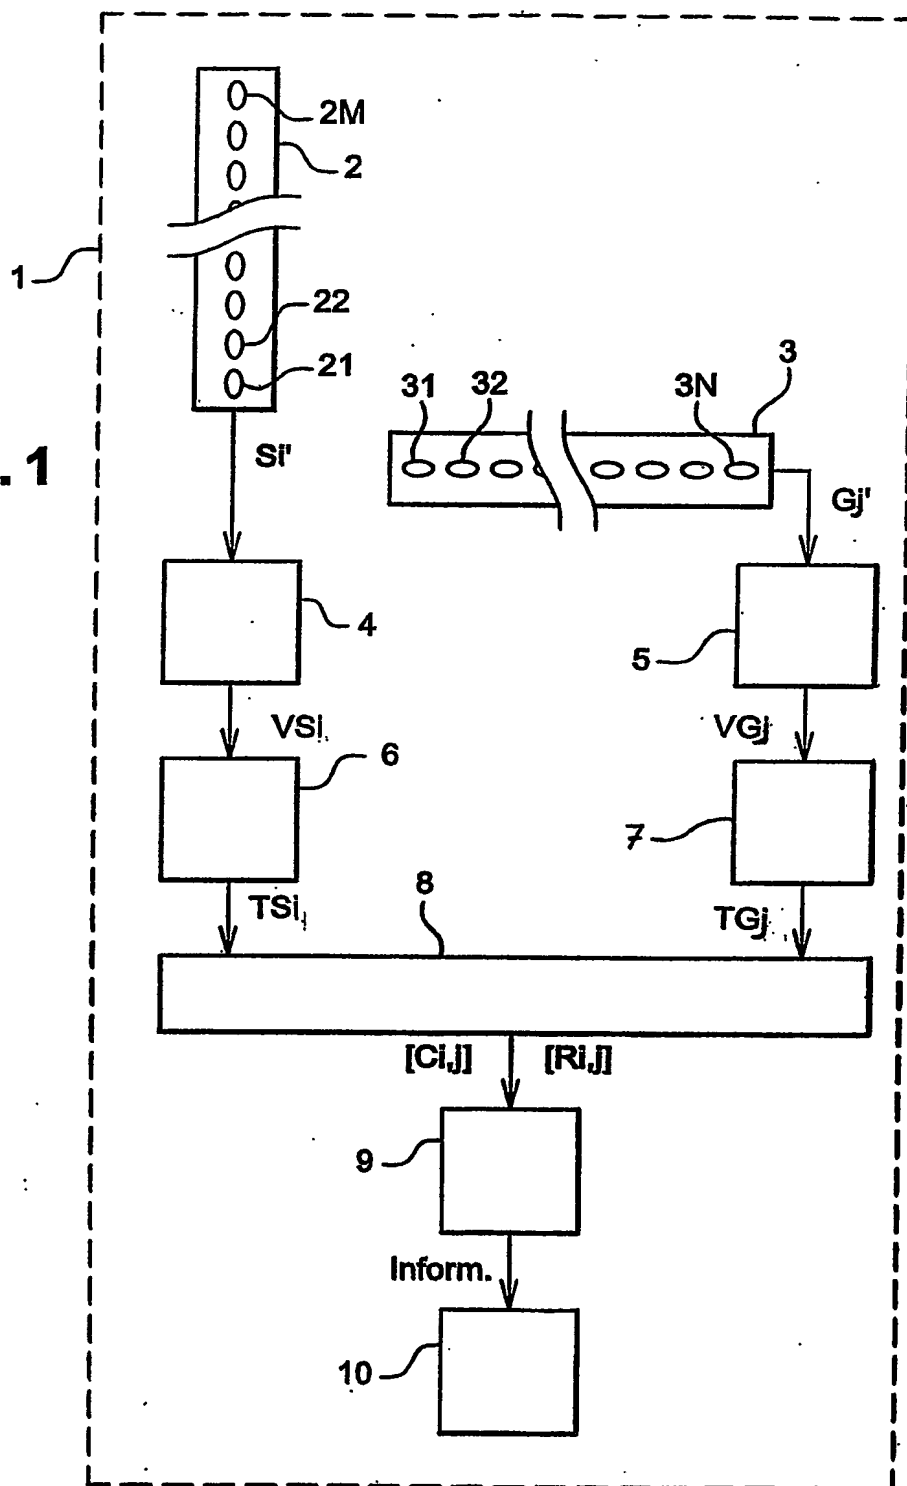 2M
2
1
22
21
3
31 32 3N
. 1
Si'
Gj'
4
5
VSi
VGj
6
7
TSi
8
TGj
[Ci,j] [Ri,j]
9
Inform.
10